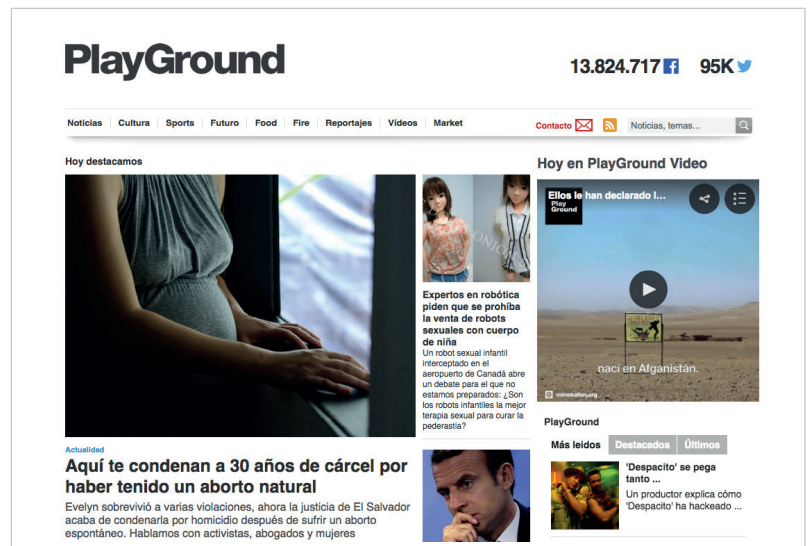 PlayGround
13.824.717 95K
Noticias Cultura Sports Futuro Food Fire Reportajes Vídeos Market
Contacto
Noticias, temas...
Hoy destacamos
Actualidad
Aquí te condenan a 30 años de cárcel por
haber tenido un aborto natural
Evelyn sobrevivió a varias violaciones, ahora la justicia de El Salvador
acaba de condenarla por homicidio después de sufrir un aborto
espontáneo. Hablamos con activistas, abogados y mujeres
Expertos en robótica
piden que se prohíba
la venta de robots
sexuales con cuerpo
de niña
Un robot sexual infantil
interceptado en el
aeropuerto de Canadá abre
un debate para el que no
estamos preparados: ¿Son
los robots infantiles la mejor
terapia sexual para curar la
pederastia?
Hoy en PlayGround Video
Ellos le han declarado l...
Play
Ground
nací en Afganistán.
minekafon.org
PlayGround
Más leidos Destacados Últimos
'Despacito' se pega
tanto ...
Un productor explica cómo
'Despacito' ha hackeado ...